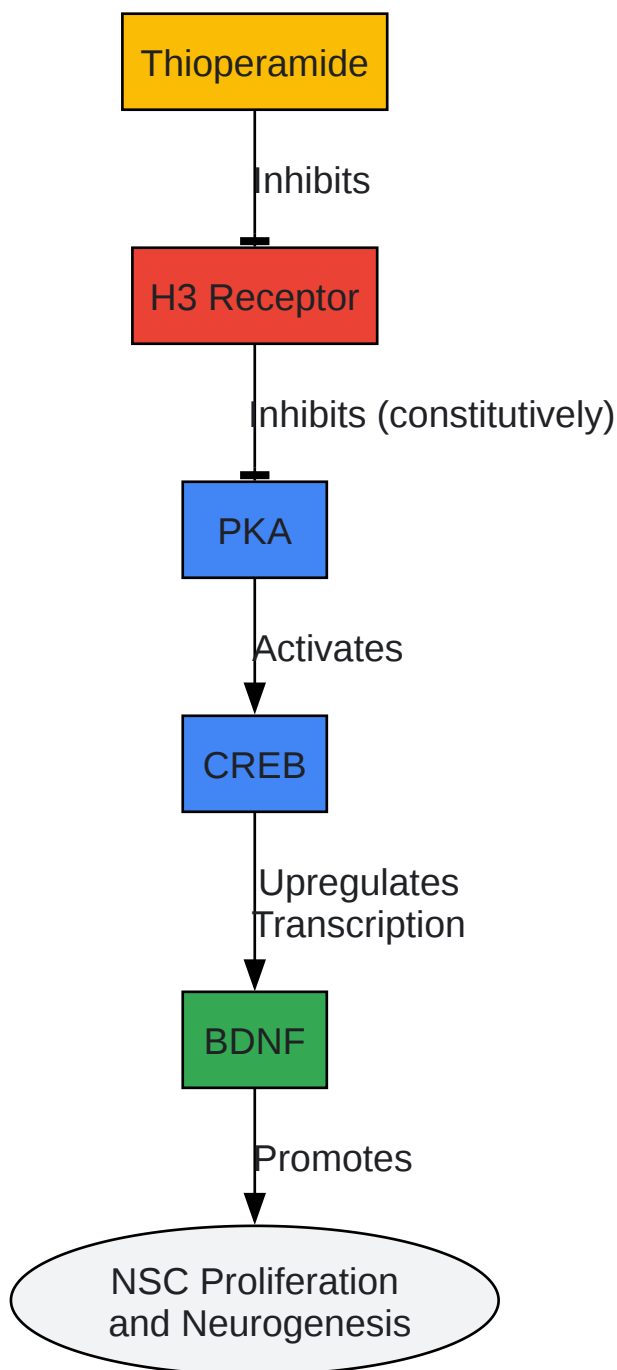 Thioperamide
Inhibits
H3 Receptor
Inhibits (constitutively)
PKA
Activates
CREB
Upregulates
Transcription
BDNF
Promotes
NSC Proliferation
and Neurogenesis